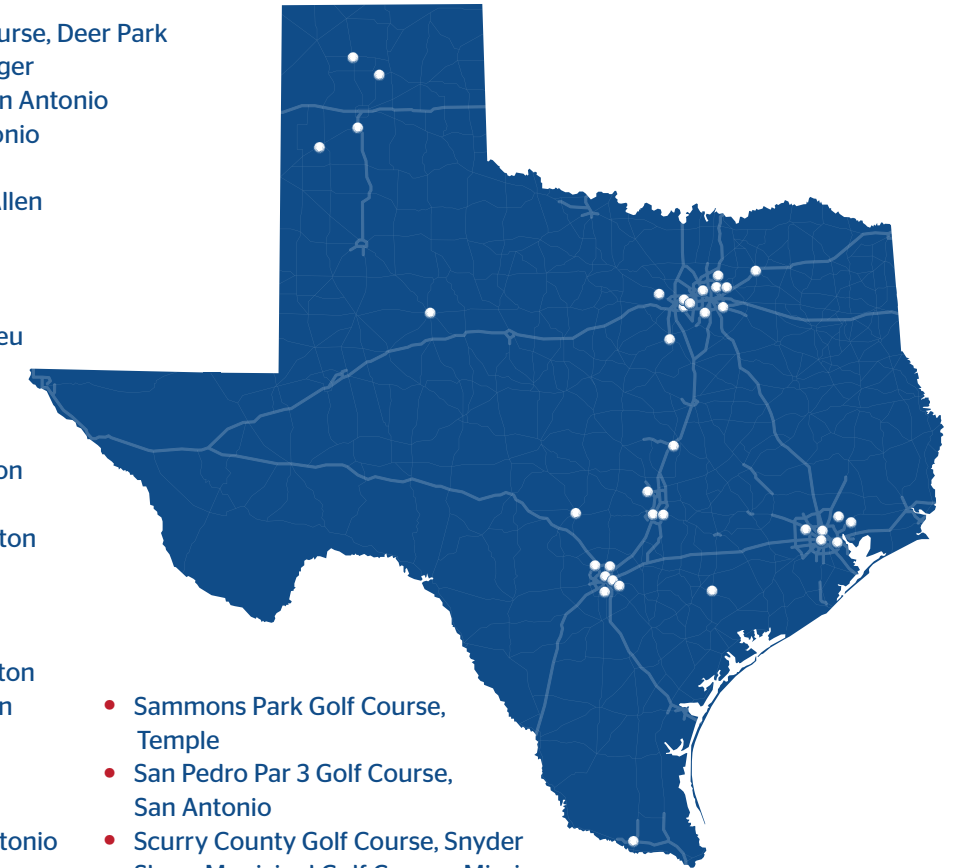 urse, Deer Park
ger
n Antonio
onio
Allen
eu
on
ton
ton
n
tonio
• Sammons Park Golf Course,
Temple
• San Pedro Par 3 Golf Course,
San Antonio
• Scurry County Golf Course, Snyder